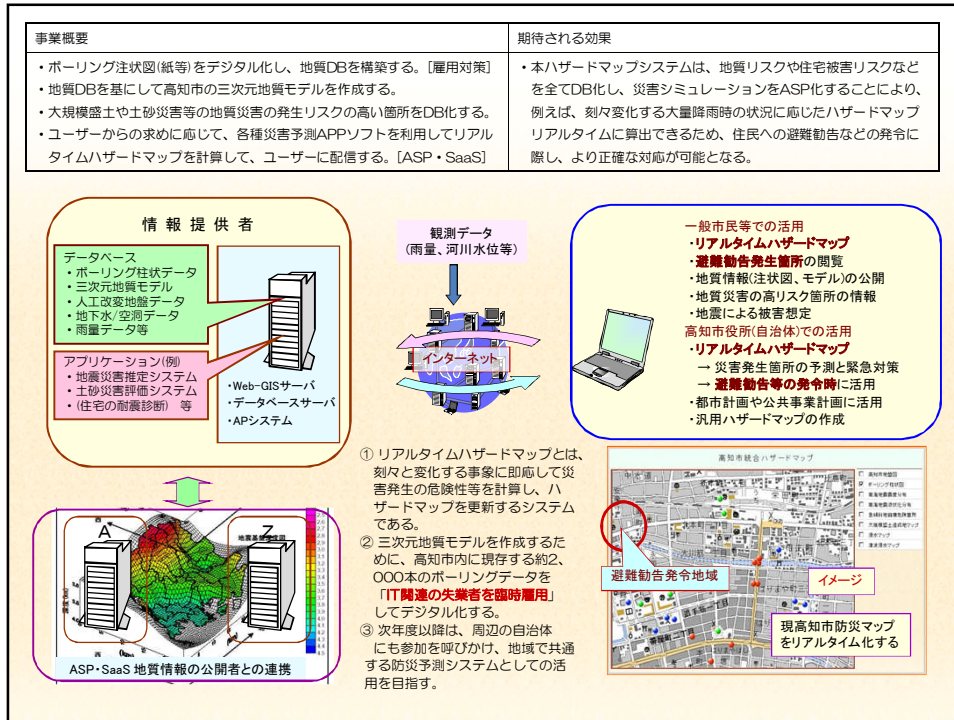 事業概要
・ボーリング注状図(紙等)をデジタル化し、地質DBを構築する。[雇用対策]
・地質DBを基にして高知市の三次元地質モデルを作成する。
・大規模盛土や土砂災害等の地質災害の発生リスクの高い箇所をDB化する。
・ユーザーからの求めに応じて、各種災害予測APPソフトを利用してリアル
タイムハザードマップを計算して、ユーザーに配信する。[ASP・SaaS]
期待される効果
・本ハザードマップシステムは、地質リスクや住宅被害リスクなど
を全てDB化し、災害シミュレーションをASP化することにより、
例えば、刻々変化する大量降雨時の状況に応じたハザードマップ
リアルタイムに算出できるため、住民への避難勧告などの発令に
際し、より正確な対応が可能となる。
情 報 提 供 者
データベース
・ボーリング柱状データ
・三次元地質モデル
・人工改変地盤データ
・地下水/空洞データ
・雨量データ等
アプリケーション(例)
・地震災害推定システム
・土砂災害評価システム
・(住宅の耐震診断) 等
・Web-GISサーバ
・データベースサーバ
・APシステム
観測データ
(雨量、河川水位等)
インターネット
一般市民等での活用
・リアルタイムハザードマップ
・避難勧告発生箇所の閲覧
・地質情報(注状図、モデル)の公開
・地質災害の高リスク箇所の情報
・地震による被害想定
高知市役所(自治体)での活用
・リアルタイムハザードマップ
→ 災害発生箇所の予測と緊急対策
→ 避難勧告等の発令時に活用
・都市計画や公共事業計画に活用
・汎用ハザードマップの作成
① リアルタイムハザードマップとは、
刻々と変化する事象に即応して災
害発生の危険性等を計算し、ハ
ザードマップを更新するシステム
である。
② 三次元地質モデルを作成するた
めに、高知市内に現存する約2、
000本のボーリングデータを
「IT関連の失業者を臨時雇用」
してデジタル化する。
③ 次年度以降は、周辺の自治体
にも参加を呼びかけ、地域で共通
する防災予測システムとしての活
用を目指す。
A
Z
ASP・SaaS 地質情報の公開者との連携
高知市統合ハザードマップ
ボーリング柱状図
避難勧告発令地域
イメージ
現高知市防災マップ
をリアルタイム化する